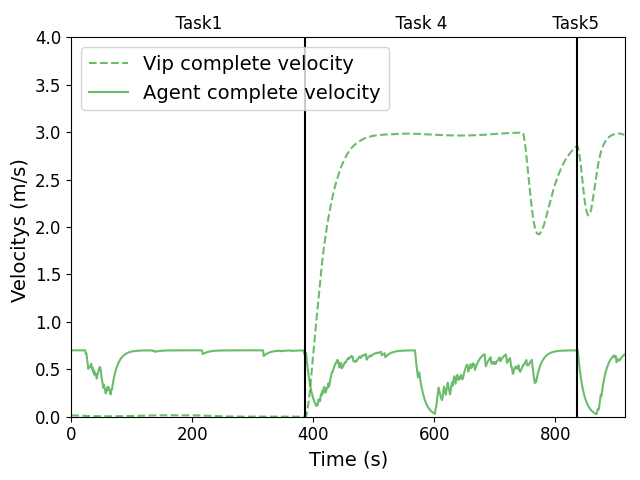 Task1 Task 4 Task5
4.0
Vip complete velocity
3.5
Agent complete velocity
3.0
2.5
2.0
1.5
1.0
0.5
0.0
Velocitys (m/s)
0 200 400 600 800
Time (s)